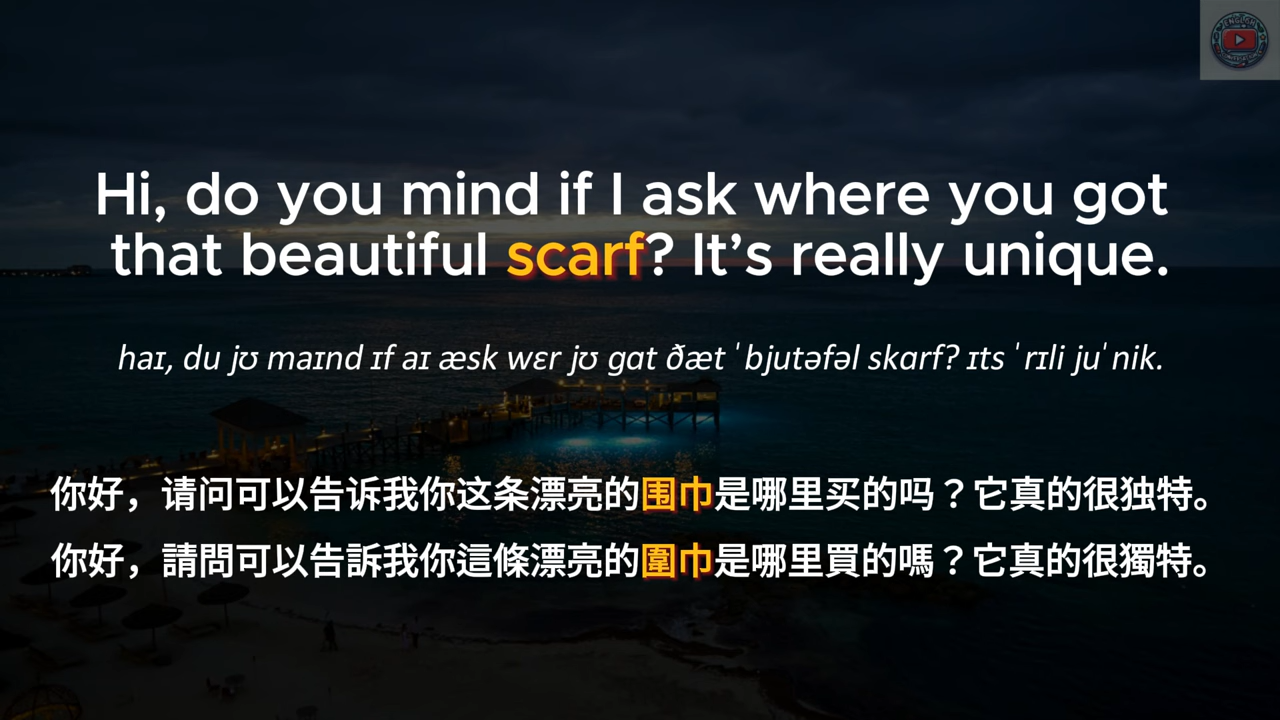 Hi, do you mind if I ask where you got
that beautiful scarf? It’s really unique.
haɪ, du jʊ maɪnd ɪf aɪ æsk wɛr jʊ gɑt ðæt ˈbjutəfəl skɑrf? ɪts ˈrɪli juˈnik.
你好，请问可以告诉我你这条漂亮的围巾是哪里买的吗？它真的很独特。
你好，請問可以告訴我你這條漂亮的圍巾是哪里買的嗎？它真的很獨特。
ENGLISH